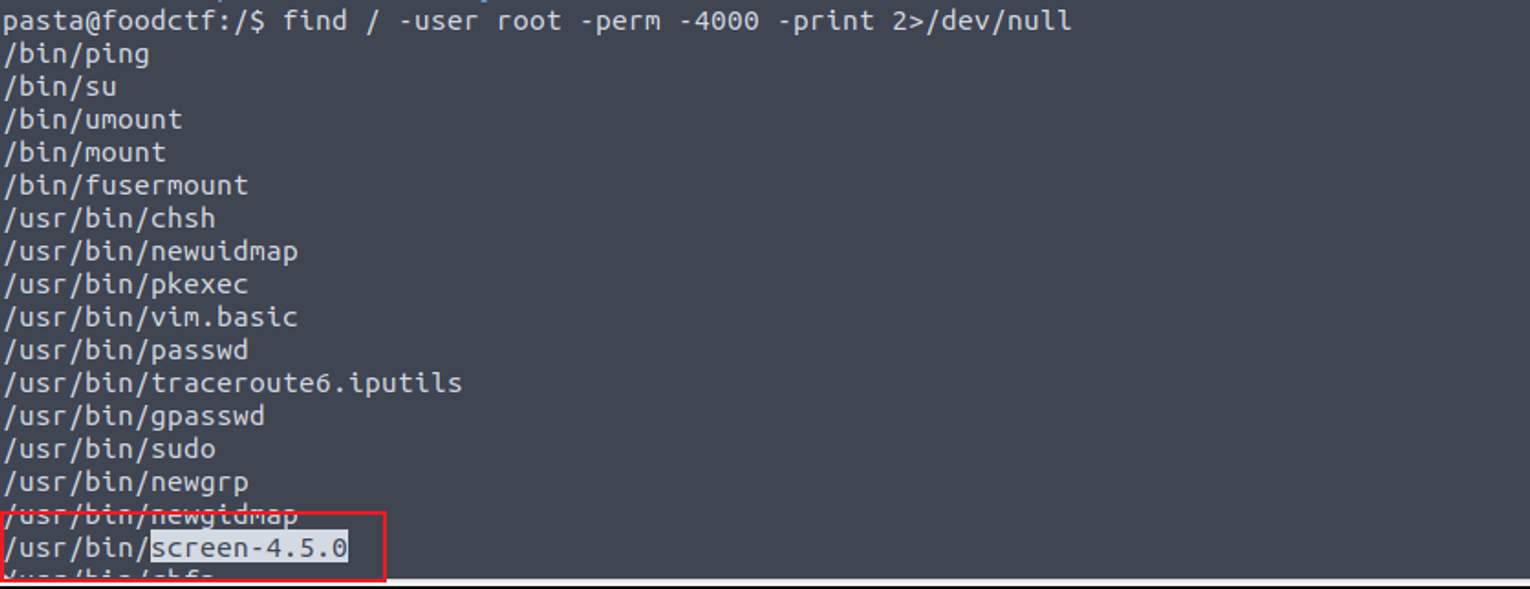 pasta@foodctf:/$ find / -user root -perm -4000 -print 2>/dev/null
/bin/ping
/bin/su
/bin/umount
/bin/mount
/bin/fusermount
/usr/bin/chsh
/usr/bin/newuidmap
/usr/bin/pkexec
/usr/bin/vim.basic
/usr/bin/passwd
/usr/bin/traceroute6.iputils
/usr/bin/gpasswd
/usr/bin/sudo
/usr/bin/newgrp
/usr/bin/newgidmap
/usr/bin/screen-4.5.0
/usr/bin/chfn